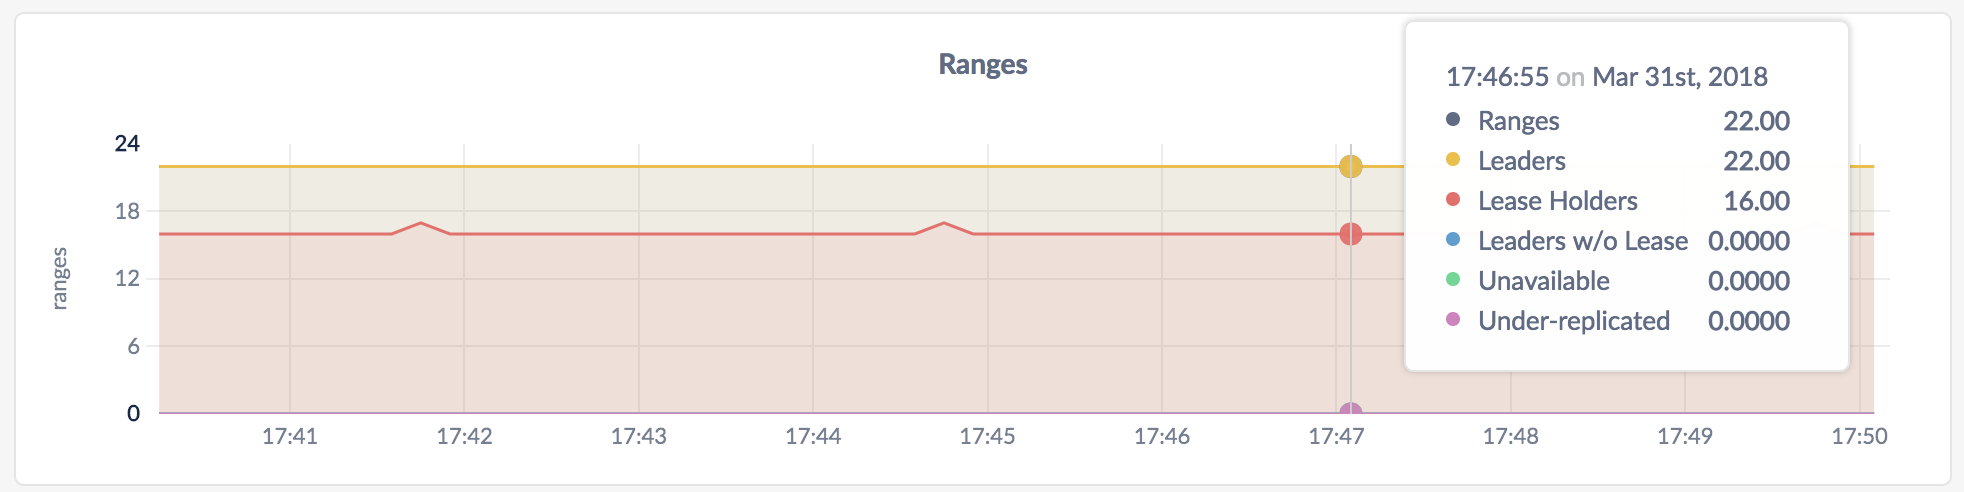 Ranges
17:46:55 on Mar 31st, 2018
Ranges 22.00
Leaders 22.00
Lease Holders 16.00
Leaders w/o Lease 0.0000
Unavailable 0.0000
Under-replicated 0.0000
24
18
12
6
0
ranges
17:41 17:42 17:43 17:44 17:45 17:46 17:47 17:48 17:49 17:50